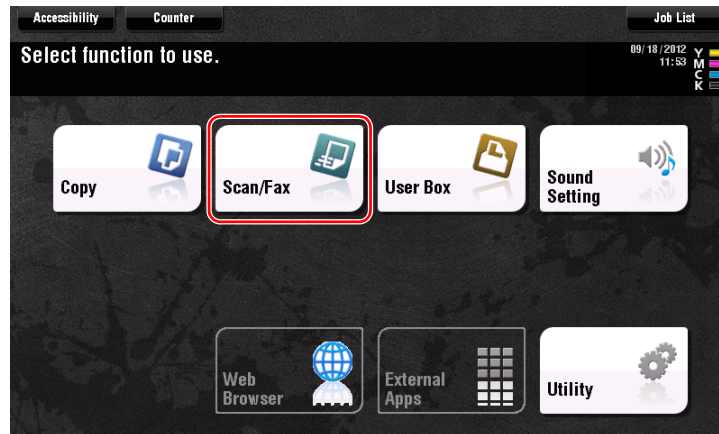 Accessibility
Counter
Job List
Select function to use.
09/18/2012
11:53
Y
M
C
K
Copy
Scan/Fax
User Box
Sound
Setting
Web
Browser
External
Apps
Utility